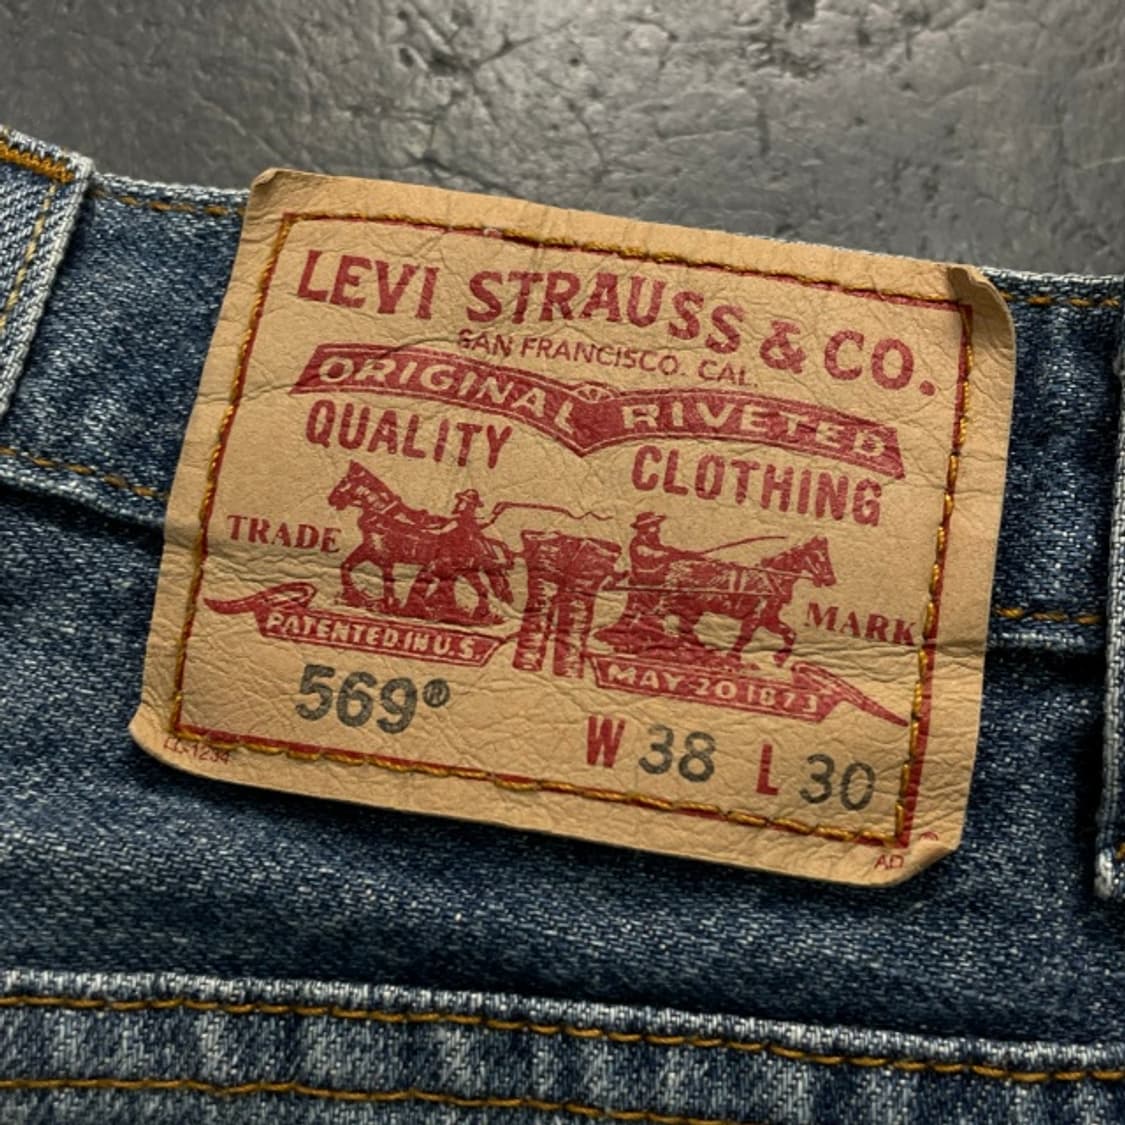 LEVI STRAUSS & CO.
SAN FRANCISCO. CAL.
ORIGINAL RIVETED
QUALITY CLOTHING
TRADE MARK
PATENTED IN U.S. MAY 20 1873
569® W 38 L 30
AD